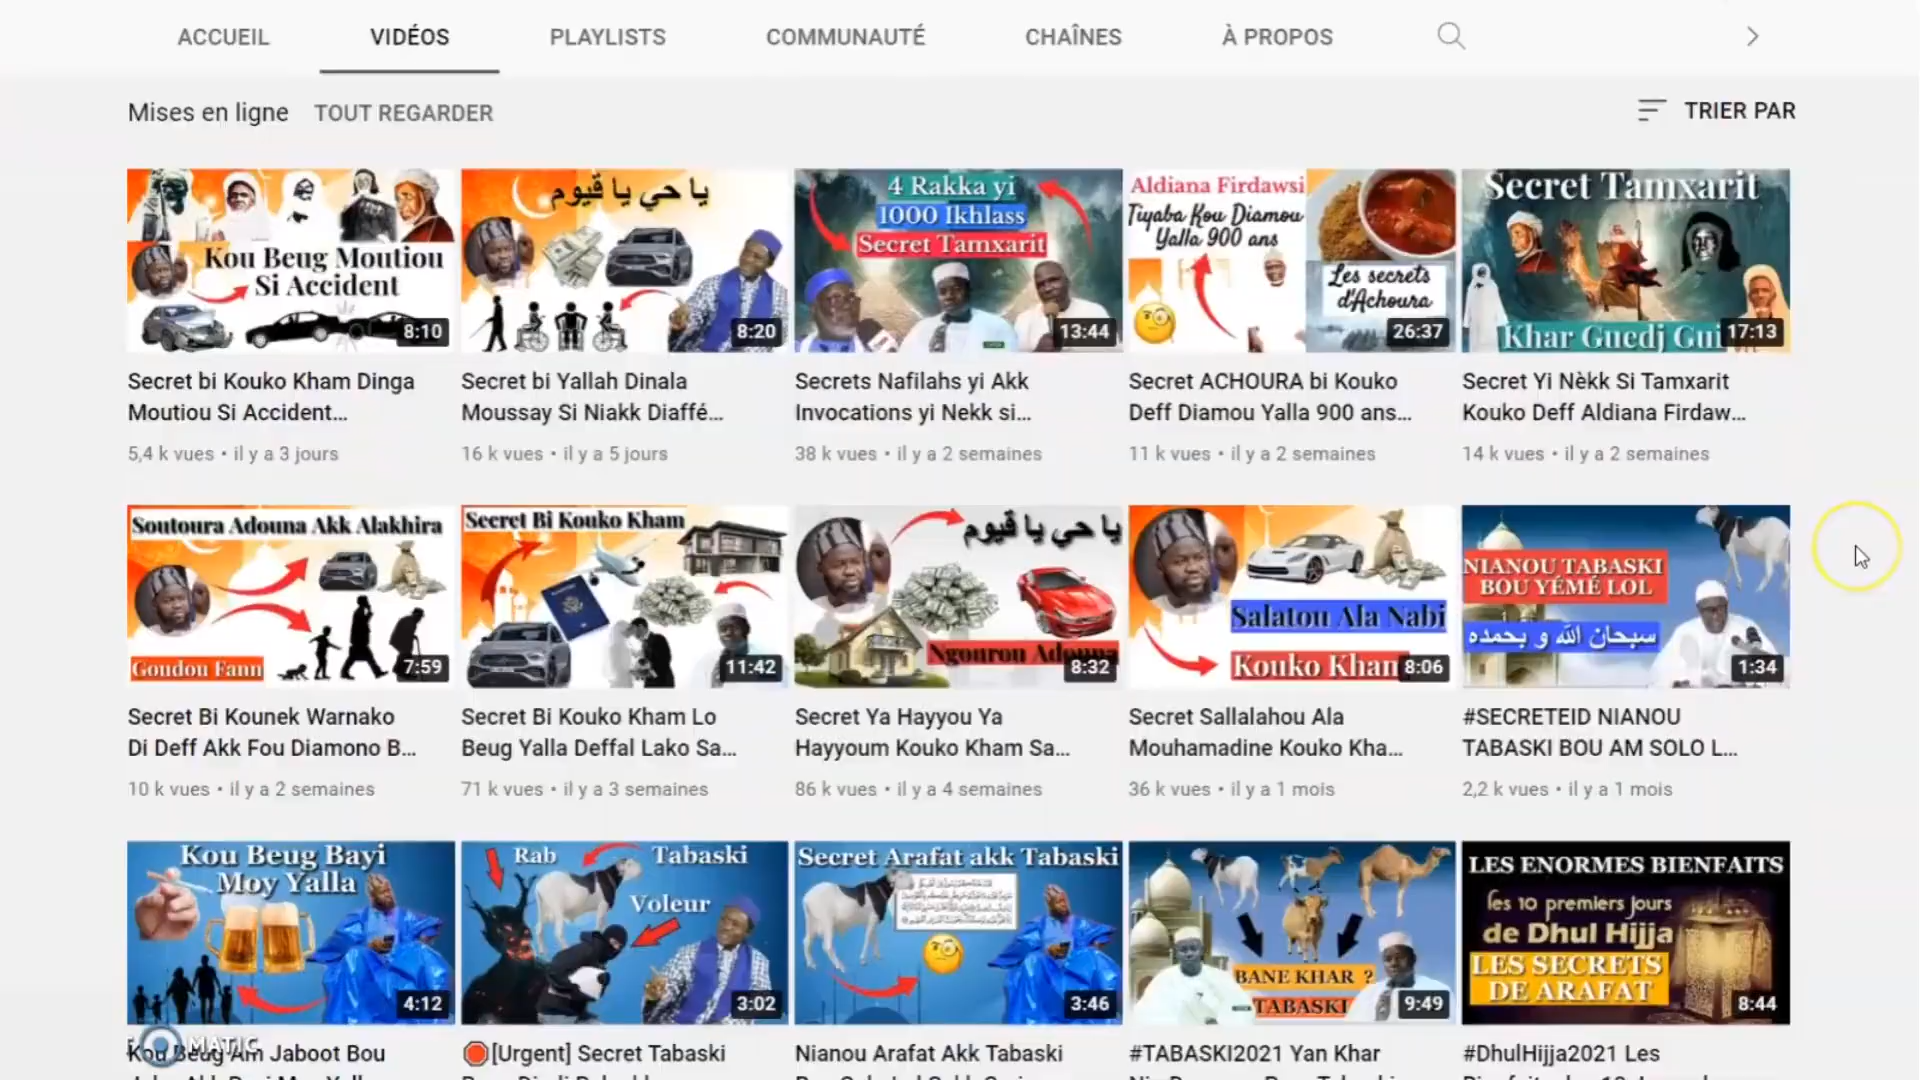 ACCUEIL
VIDÉOS
PLAYLISTS
COMMUNAUTÉ
CHAÎNES
À PROPOS
Mises en ligne
TOUT REGARDER
TRIER PAR
Kou Beug Moutiou
Si Accident
8:10
Secret bi Kouko Kham Dinga
Moutiou Si Accident...
5,4 k vues • il y a 3 jours
يا حي يا قيوم
8:20
Secret bi Yallah Dinala
Moussay Si Niakk Diaffé...
16 k vues • il y a 5 jours
4 Rakka yi
1000 Ikhlass
Secret Tamxarit
13:44
Secrets Nafilahs yi Akk
Invocations yi Nekk si...
38 k vues • il y a 2 semaines
Aldiana Firdawsi
Tiyaba Kou Diamou
Yalla 900 ans
Les secrets
d'Achoura
26:37
Secret ACHOURA bi Kouko
Deff Diamou Yalla 900 ans...
11 k vues • il y a 2 semaines
Secret Tamxarit
Khar Guedj Gui
17:13
Secret Yi Nèkk Si Tamxarit
Kouko Deff Aldiana Firdaw...
14 k vues • il y a 2 semaines
Soutoura Adouna Akk Alakhira
Goudou Fann
7:59
Secret Bi Kounek Warnako
Di Deff Akk Fou Diamono B...
10 k vues • il y a 2 semaines
Secret Bi Kouko Kham
11:42
Secret Bi Kouko Kham Lo
Beug Yalla Deffal Lako Sa...
71 k vues • il y a 3 semaines
يا حي يا قيوم
Ngourou Adouna
8:32
Secret Ya Hayyou Ya
Hayyoum Kouko Kham Sa...
86 k vues • il y a 4 semaines
Salatou Ala Nabi
Kouko Khan
8:06
Secret Sallalahou Ala
Mouhamadine Kouko Kha...
36 k vues • il y a 1 mois
NIANOU TABASKI
BOU YÉMÉ LOL
سبحان الله و بحمده
1:34
#SECRETEID NIANOU
TABASKI BOU AM SOLO L...
2,2 k vues • il y a 1 mois
Kou Beug Bayi
Moy Yalla
4:12
MATIC
Kou Beug Am Jaboot Bou
Rab
Tabaski
Voleur
3:02
[Urgent] Secret Tabaski
Secret Arafat akk Tabaski
3:46
Nianou Arafat Akk Tabaski
BANE KHAR ?
TABASKI
9:49
#TABASKI2021 Yan Khar
LES ENORMES BIENFAITS
les 10 premiers jours
de Dhul Hijja
LES SECRETS
DE ARAFAT
8:44
#DhulHijja2021 Les